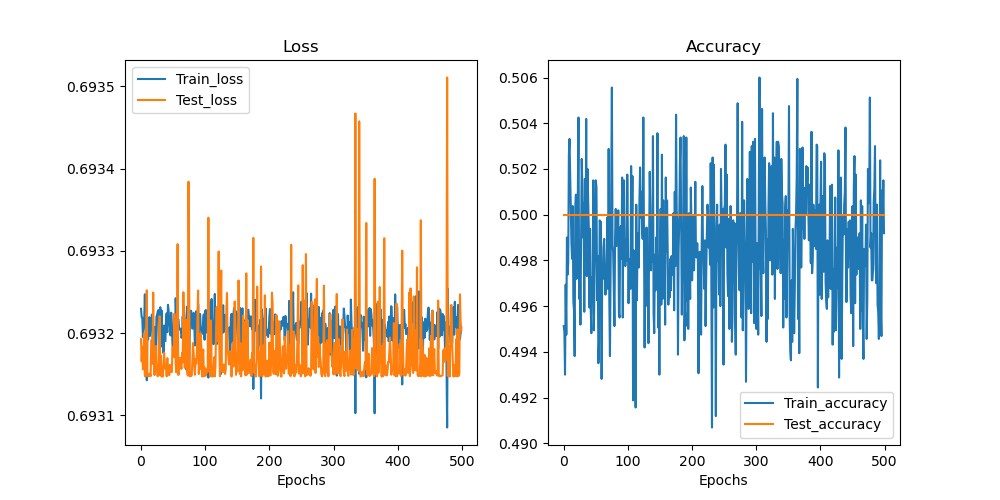 Loss
Train_loss
Test_loss
0.6935
0.6934
0.6933
0.6932
0.6931
0 100 200 300 400 500
Epochs
Accuracy
0.506
0.504
0.502
0.500
0.498
0.496
0.494
0.492
0.490
Train_accuracy
Test_accuracy
0 100 200 300 400 500
Epochs